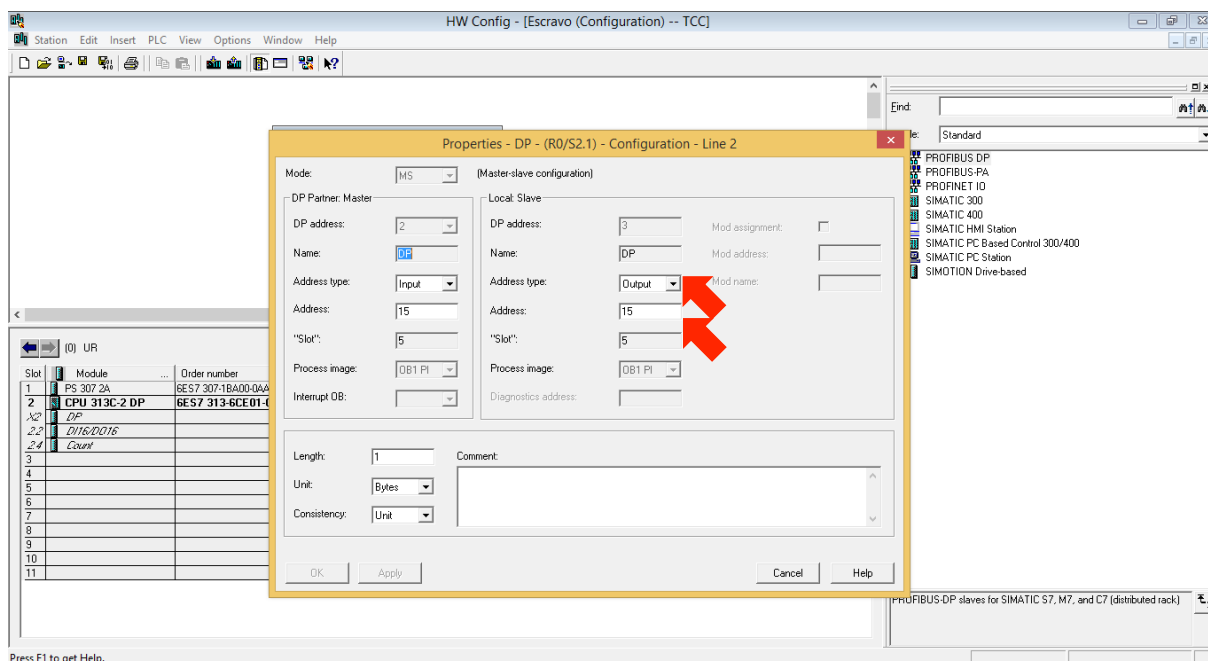 HW Config - [Escravo (Configuration) -- TCC]
Station Edit Insert PLC View Options Window Help
Find:
Standard
PROFIBUS DP
PROFIBUS-PA
PROFINET IO
SIMATIC 300
SIMATIC 400
SIMATIC HMI Station
SIMATIC PC Based Control 300/400
SIMATIC PC Station
SIMOTION Drive-based
Properties - DP - (R0/S2.1) - Configuration - Line 2
Mode: MS (Master-slave configuration)
DP Partner: Master
DP address: 2
Name: DP
Address type: Input
Address: 15
"Slot": 5
Process image: OB1 PI
Interrupt OB:
Local: Slave
DP address: 3
Name: DP
Address type: Output
Address: 15
"Slot": 5
Process image: OB1 PI
Diagnostics address:
Mod assignment:
Mod address:
Mod name:
Length: 1
Unit: Bytes
Consistency: Unit
Comment:
OK Apply Cancel Help
(0) UR
Slot Module ... Order number
1 PS 307 2A 6ES7 307-1BA00-0AA
2 CPU 313C-2 DP 6ES7 313-6CE01-
X2 DP
2.2 DI16/DO16
2.4 Count
3
4
5
6
7
8
9
10
11
PROFIBUS-DP slaves for SIMATIC S7, M7, and C7 (distributed rack)
Press F1 to get Help.